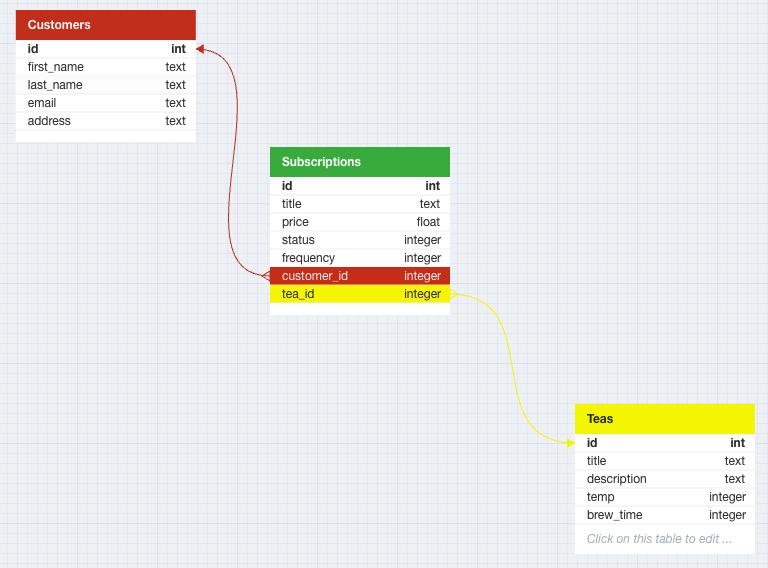 Customers
id int
first_name text
last_name text
email text
address text
Subscriptions
id int
title text
price float
status integer
frequency integer
customer_id integer
tea_id integer
Teas
id int
title text
description text
temp integer
brew_time integer
Click on this table to edit ...